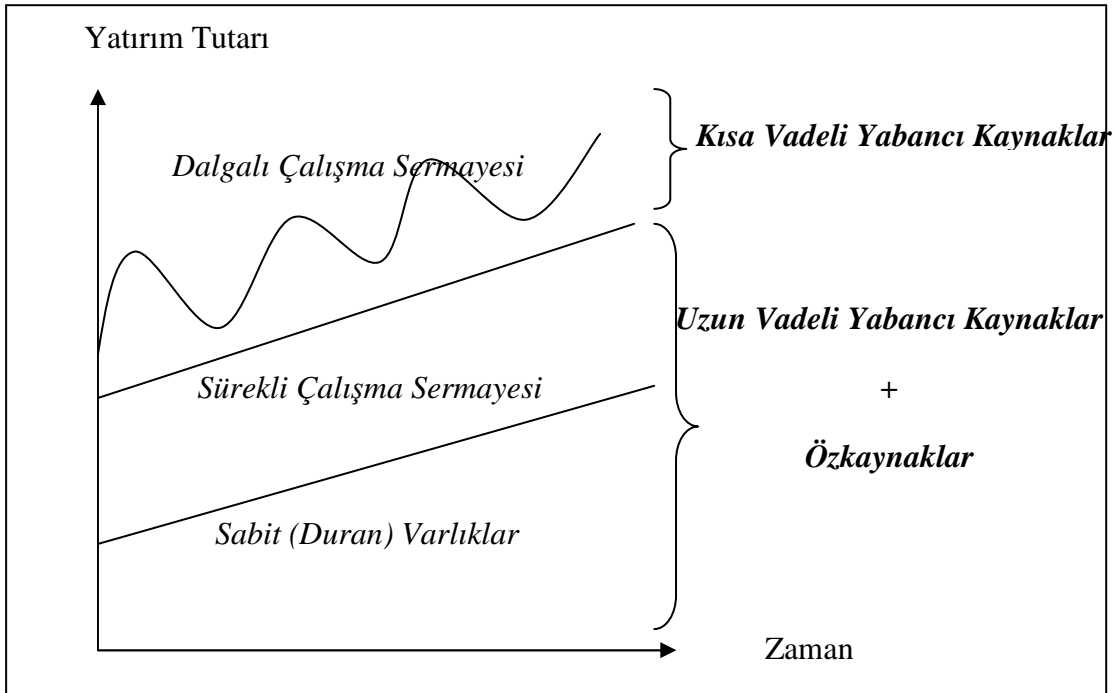 Yatırım Tutarı
Kısa Vadeli Yabancı Kaynaklar
Dalgalı Çalışma Sermayesi
Uzun Vadeli Yabancı Kaynaklar
Sürekli Çalışma Sermayesi
+
Özkaynaklar
Sabit (Duran) Varlıklar
Zaman